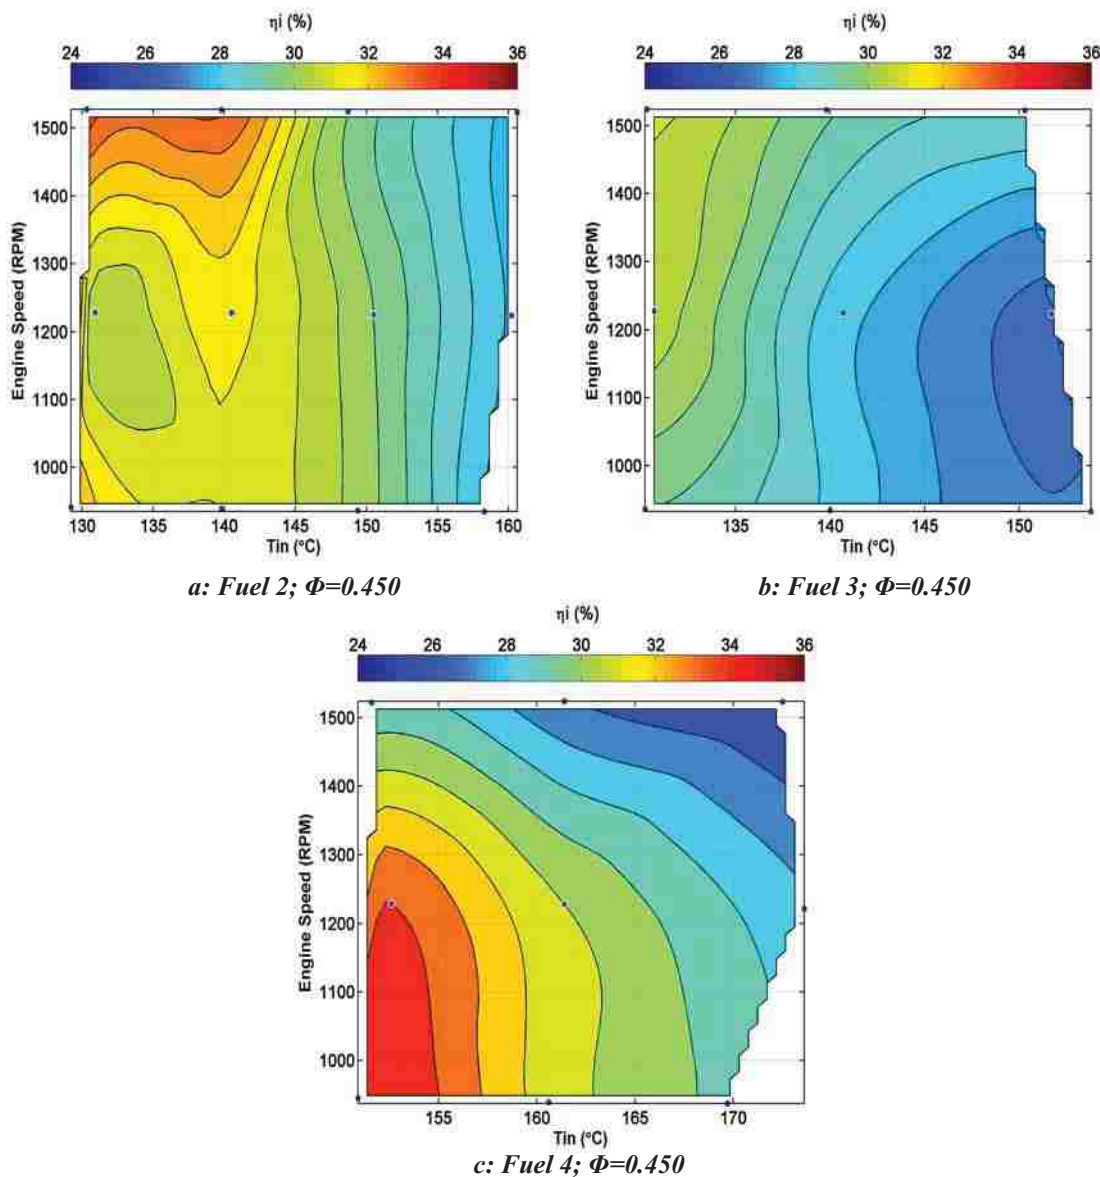 ηi (%)
24 26 28 30 32 34 36
Engine Speed (RPM)
1500
1400
1300
1200
1100
1000
130 135 140 145 150 155 160
Tin (°C)
a: Fuel 2; Φ=0.450
ηi (%)
24 26 28 30 32 34 36
Engine Speed (RPM)
1500
1400
1300
1200
1100
1000
135 140 145 150
Tin (°C)
b: Fuel 3; Φ=0.450
ηi (%)
24 26 28 30 32 34 36
Engine Speed (RPM)
1500
1400
1300
1200
1100
1000
155 160 165 170
Tin (°C)
c: Fuel 4; Φ=0.450